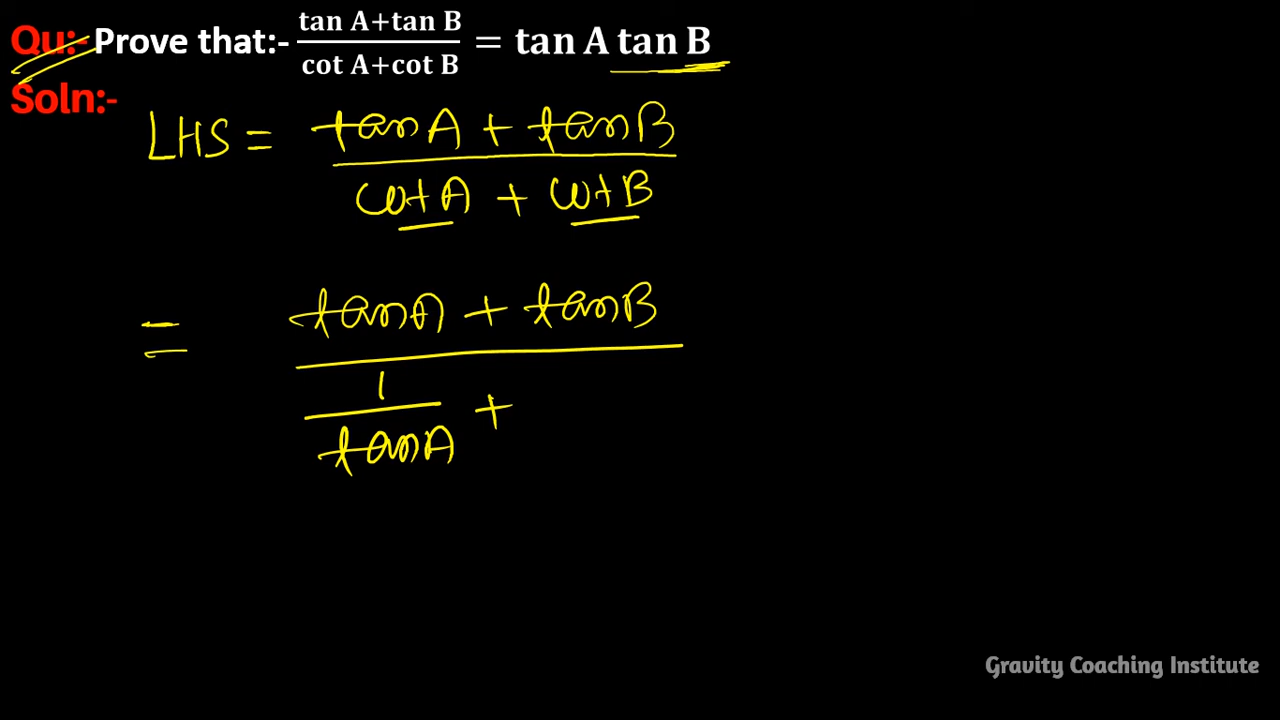 Qu:- Prove that:- (tan A+tan B)/(cot A+cot B) = tan A tan B
Soln:-
LHS = (tanA + tanB)/(cotA + cotB)
= (tanA + tanB)/(1/tanA +
Gravity Coaching Institute